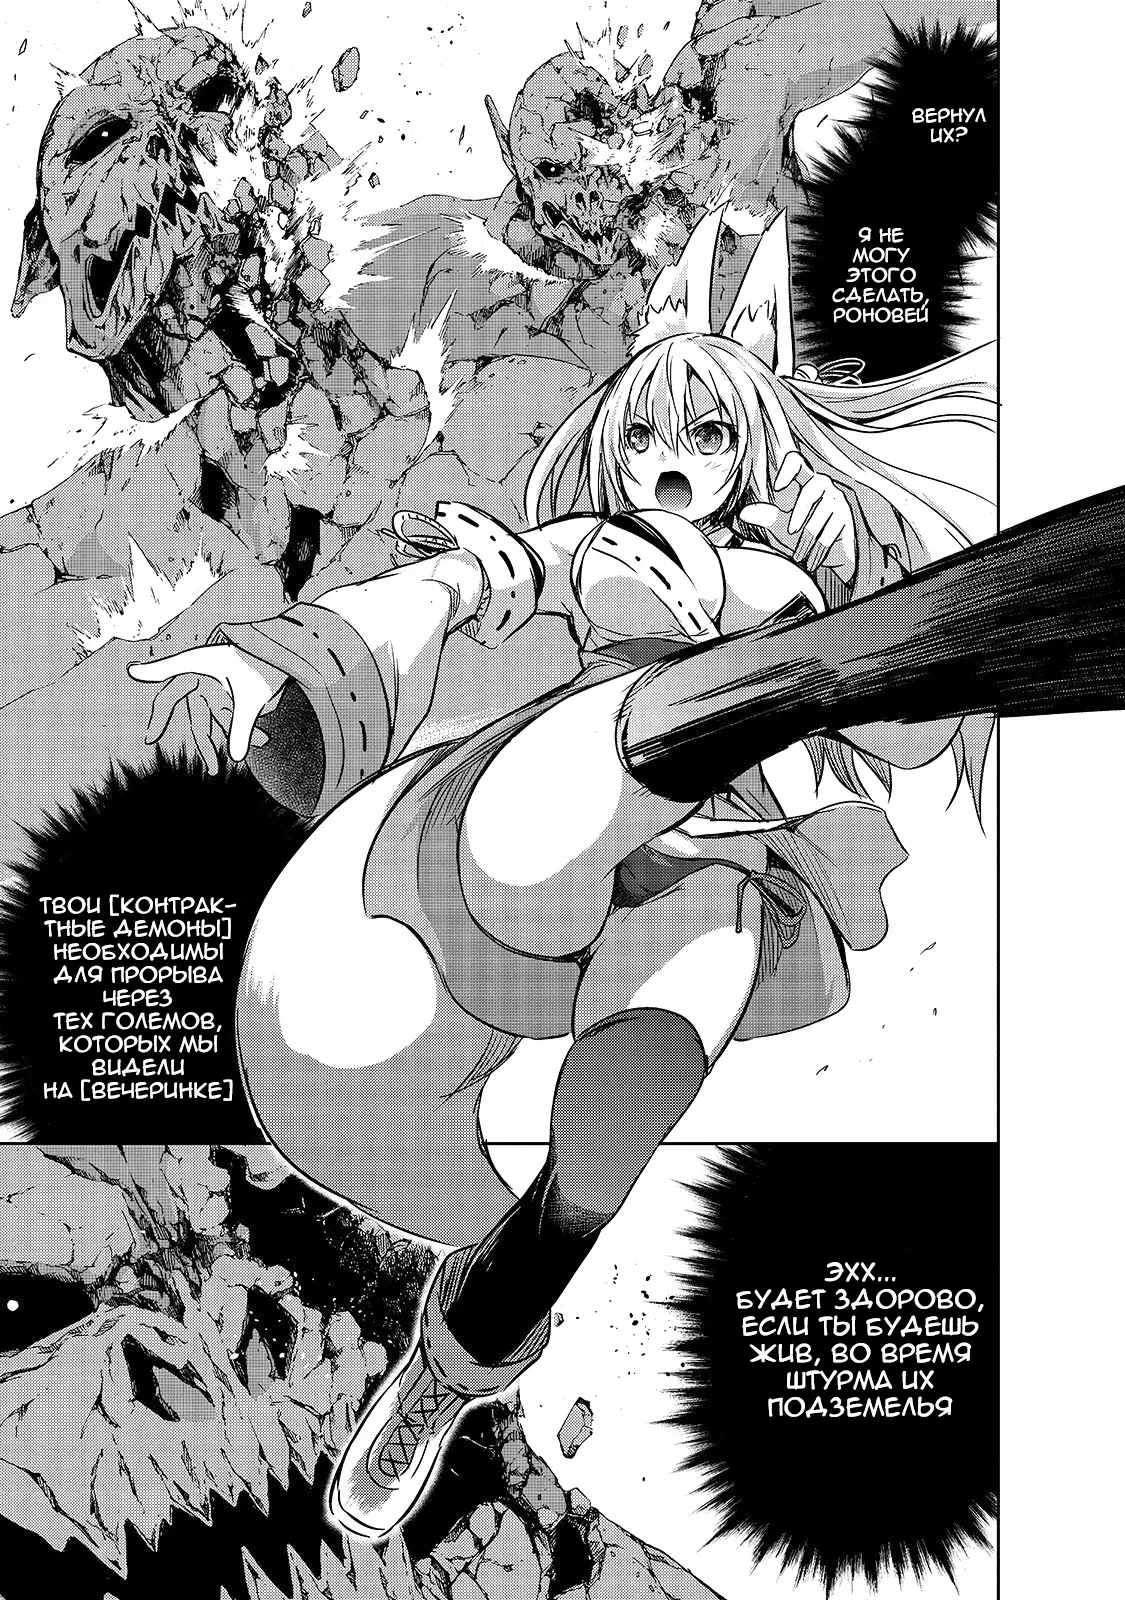 ВЕРНУЛ
ИХ?
Я НЕ
МОГУ
ЭТОГО
СДЕЛАТЬ,
РОНОВЕЙ
ТВОИ [КОНТРАК-
ТНЫЕ ДЕМОНЫ]
НЕОБХОДИМЫ
ДЛЯ ПРОРЫВА
ЧЕРЕЗ
ТЕХ ГОЛЕМОВ,
КОТОРЫХ МЫ
ВИДЕЛИ
НА [ВЕЧЕРИНКЕ]
ЭХХ...
БУДЕТ ЗДОРОВО,
ЕСЛИ ТЫ БУДЕШЬ
ЖИВ, ВО ВРЕМЯ
ШТУРМА ИХ
ПОДЗЕМЕЛЬЯ